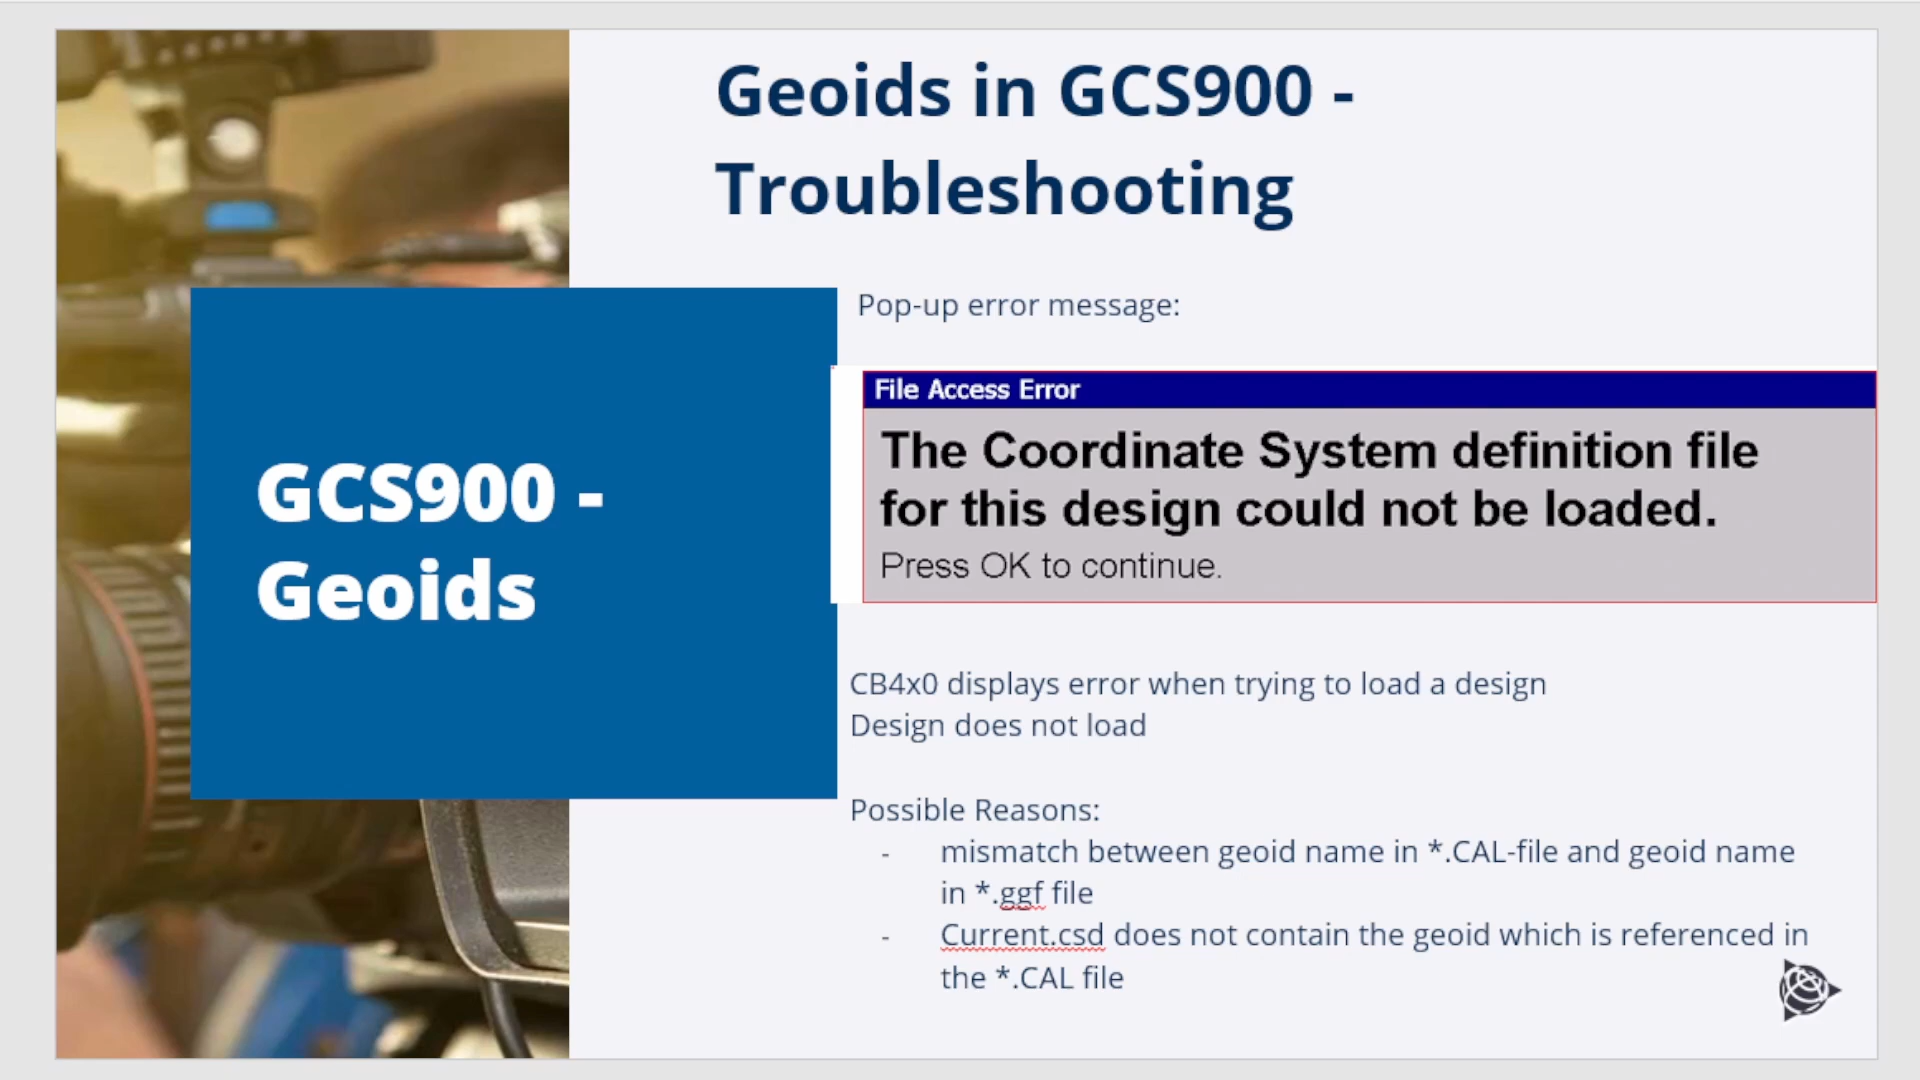 Geoids in GCS900 -
Troubleshooting
GCS900 -
Geoids
Pop-up error message:
File Access Error
The Coordinate System definition file
for this design could not be loaded.
Press OK to continue.
CB4x0 displays error when trying to load a design
Design does not load
Possible Reasons:
- mismatch between geoid name in *.CAL-file and geoid name
in *.ggf file
- Current.csd does not contain the geoid which is referenced in
the *.CAL file